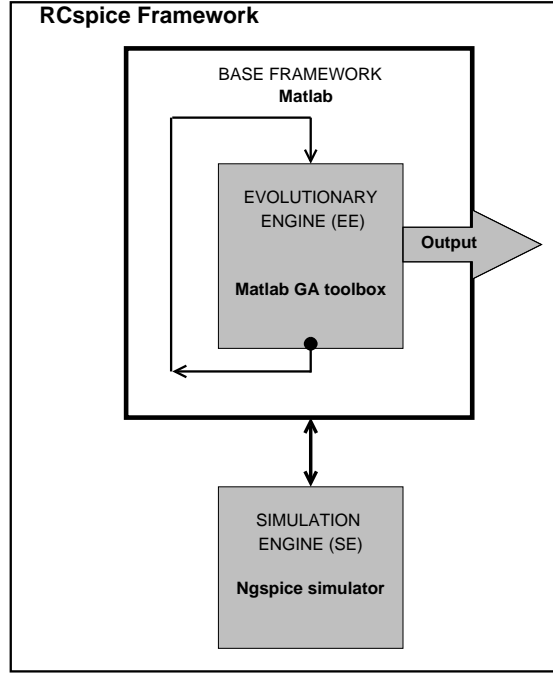 RCspice Framework
BASE FRAMEWORK
Matlab
EVOLUTIONARY
ENGINE (EE)
Matlab GA toolbox
Output
SIMULATION
ENGINE (SE)
Ngspice simulator